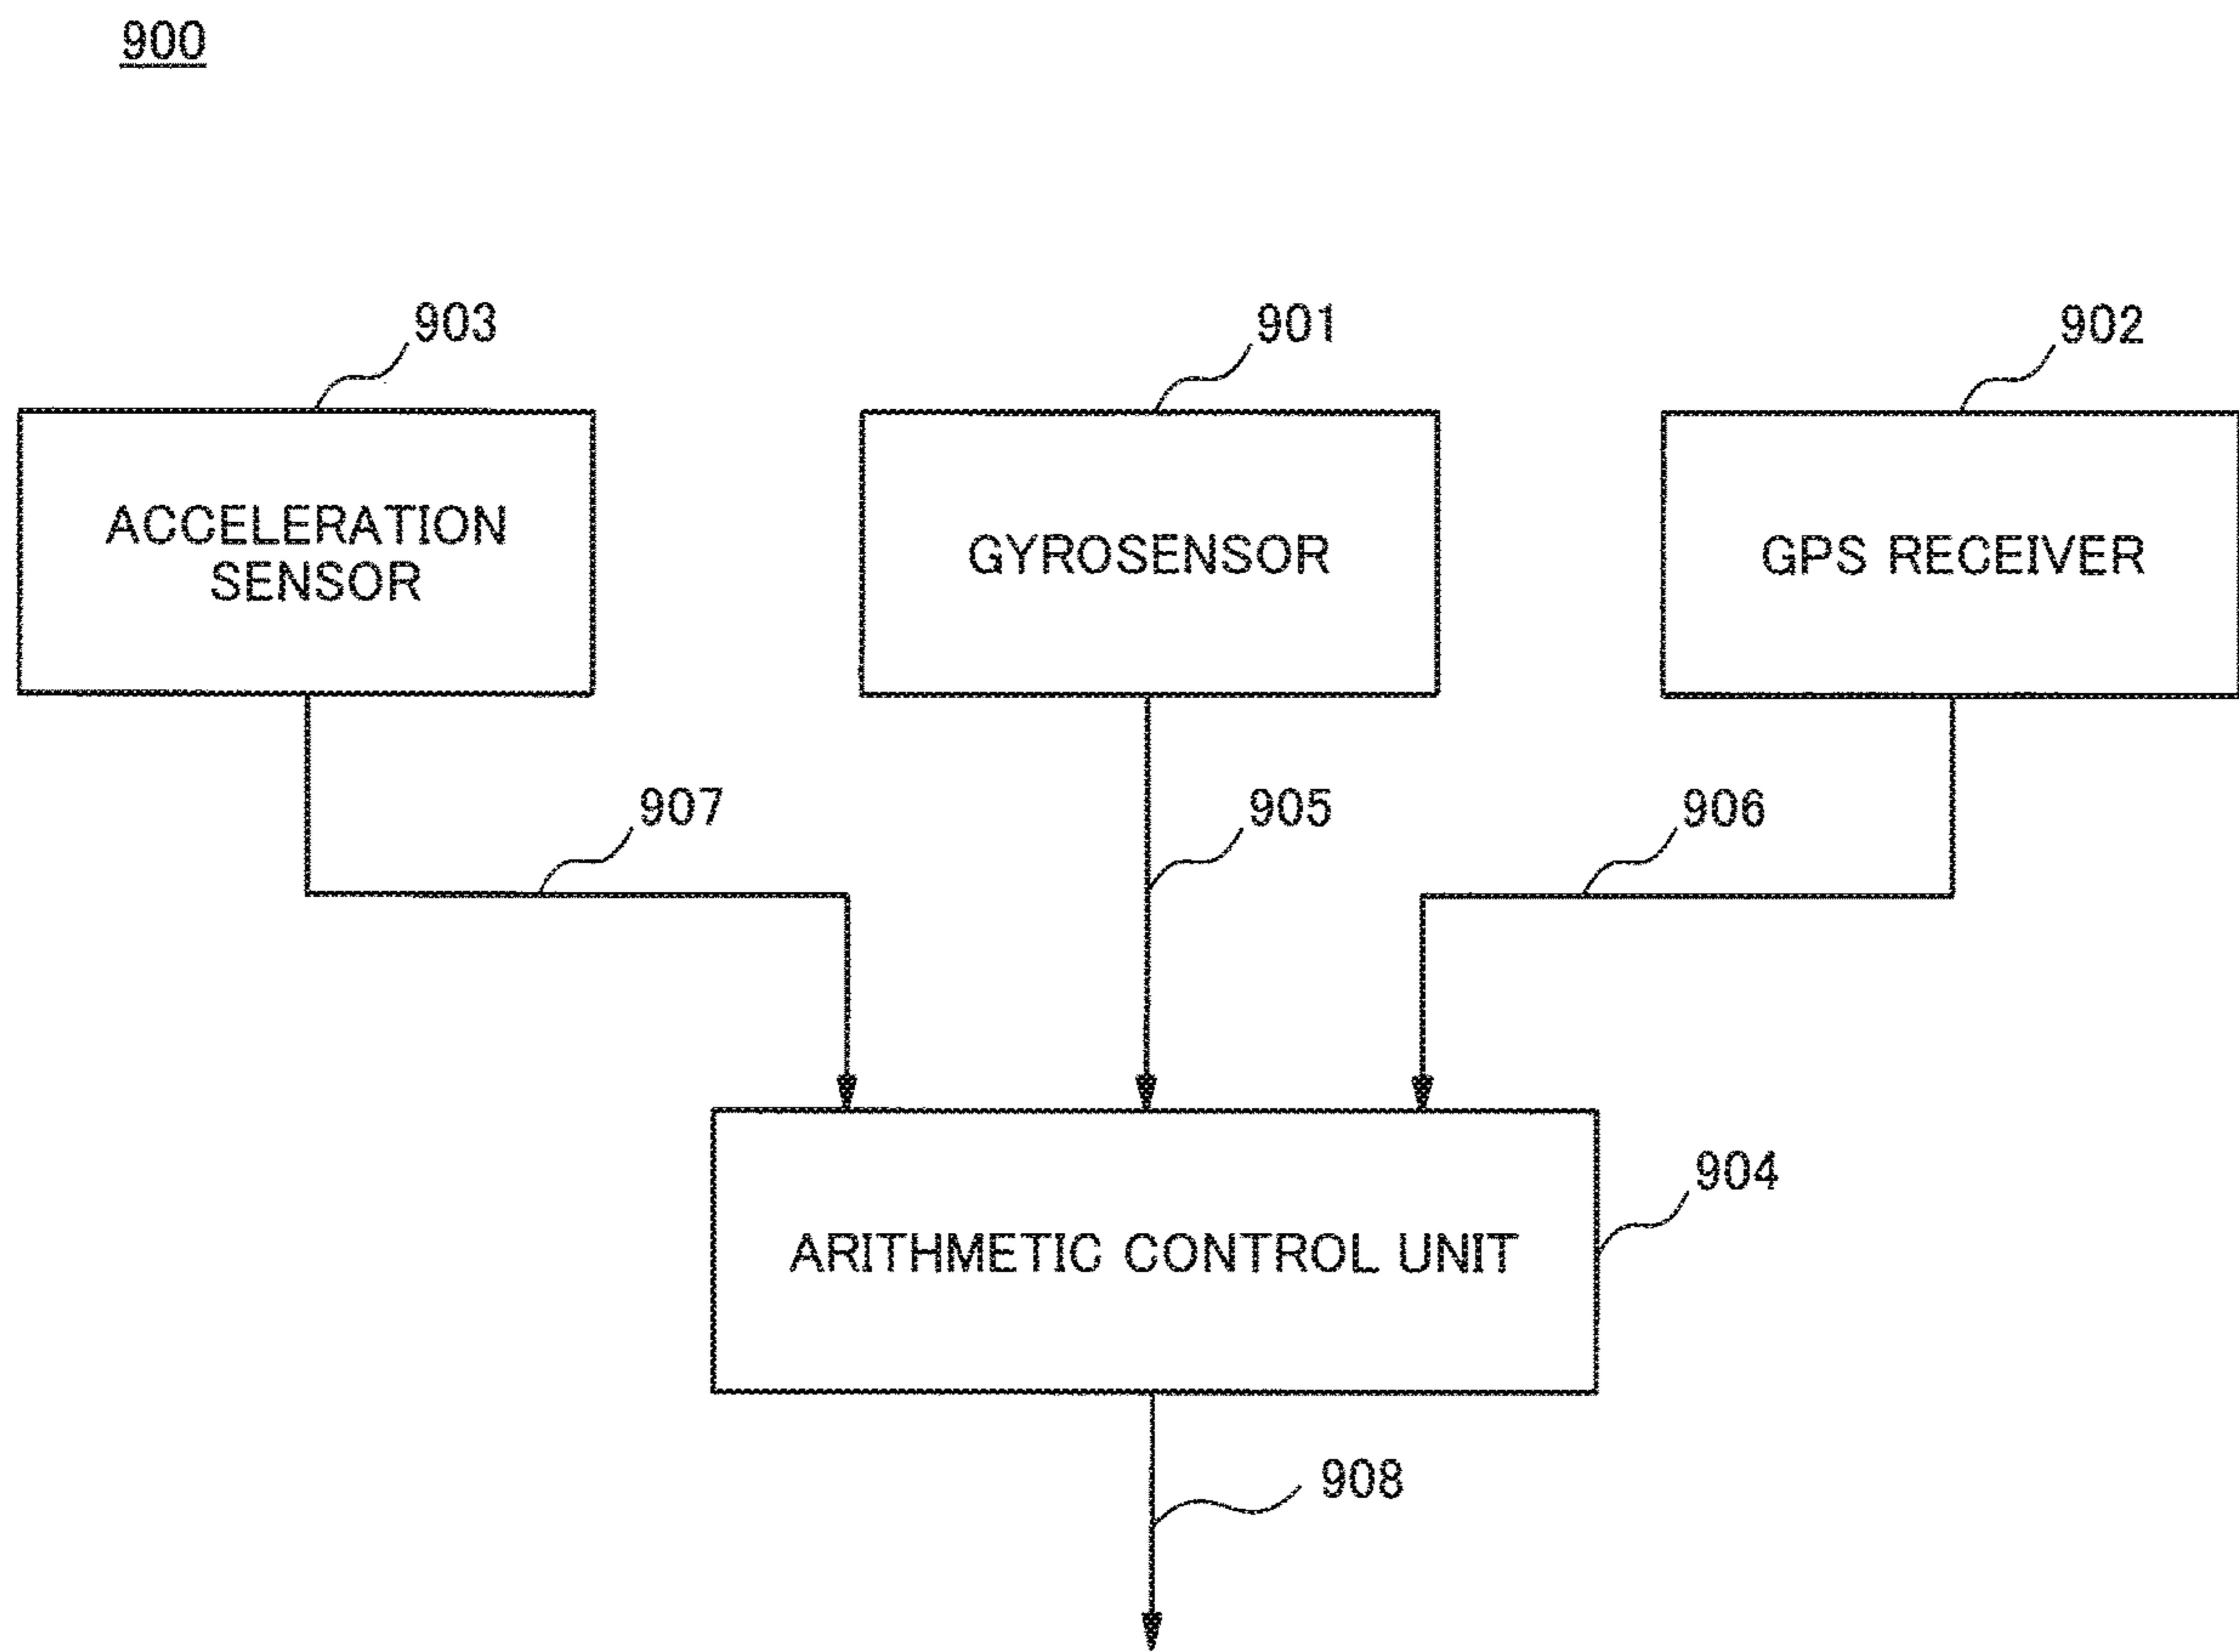 900
903
901
902
ACCELERATION
SENSOR
GYROSENSOR
GPS RECEIVER
907
905
906
904
ARITHMETIC CONTROL UNIT
908